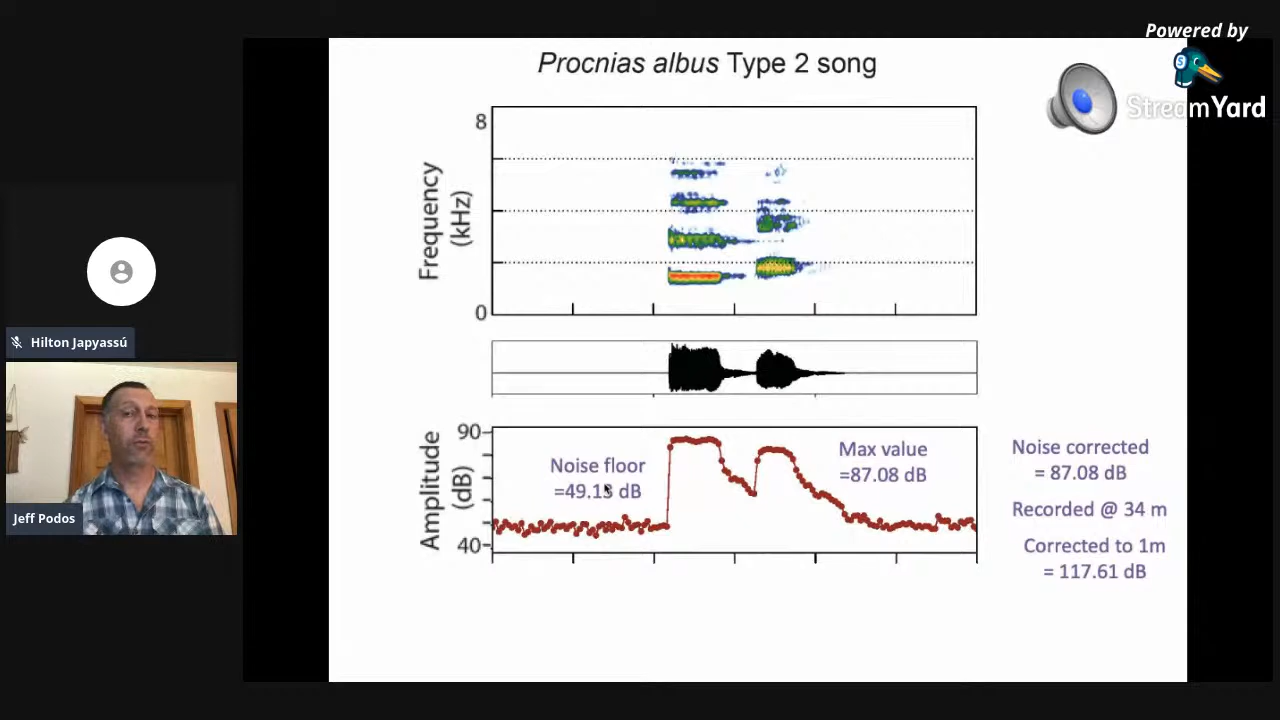 Powered by
StreamYard
Procnias albus Type 2 song
8
Frequency
(kHz)
0
Hilton Japyassú
Jeff Podos
90
Amplitude
(dB)
40
Noise floor
=49.13 dB
Max value
=87.08 dB
Noise corrected
= 87.08 dB
Recorded @ 34 m
Corrected to 1m
= 117.61 dB